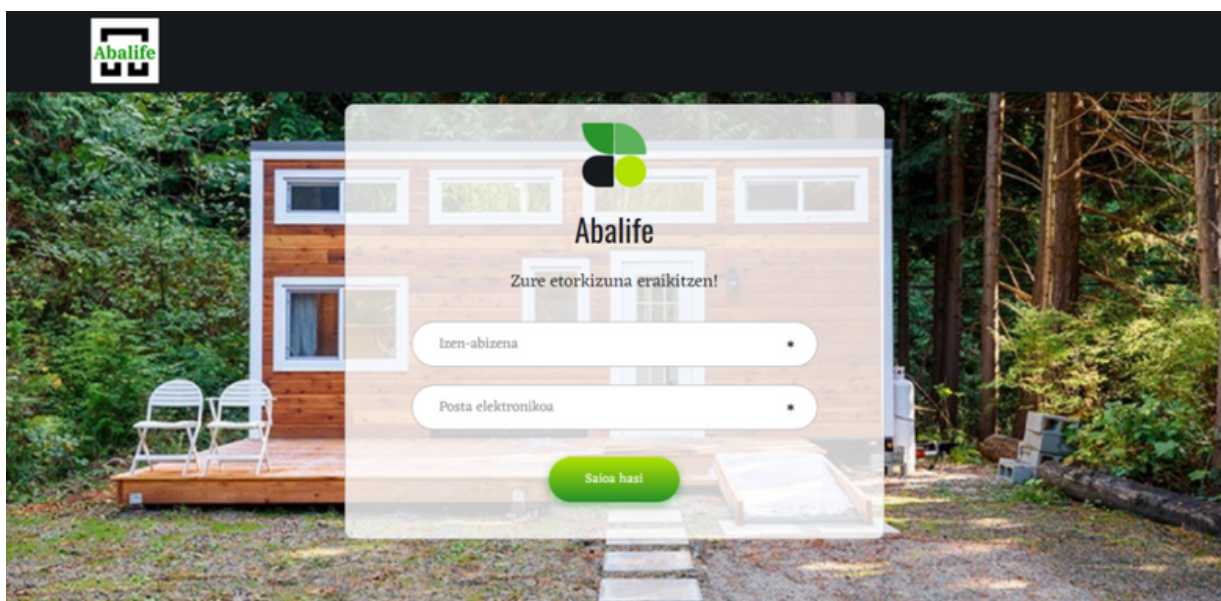 Abalife
Abalife
Zure etorkizuna eraikitzen!
Izen-abizena *
Posta elektronikoa *
Saioa hasi